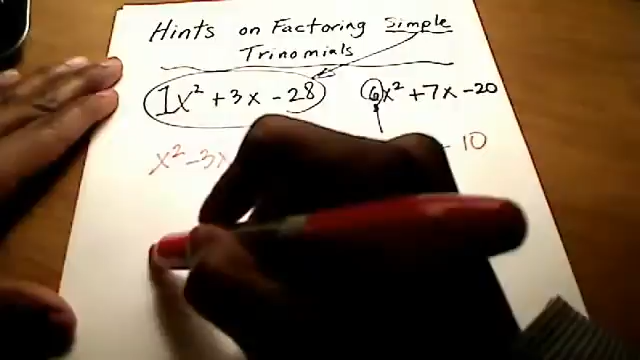 Hints on Factoring Simple
Trinomials
1x² + 3x - 28 6x² + 7x - 20
x² - 3x 10